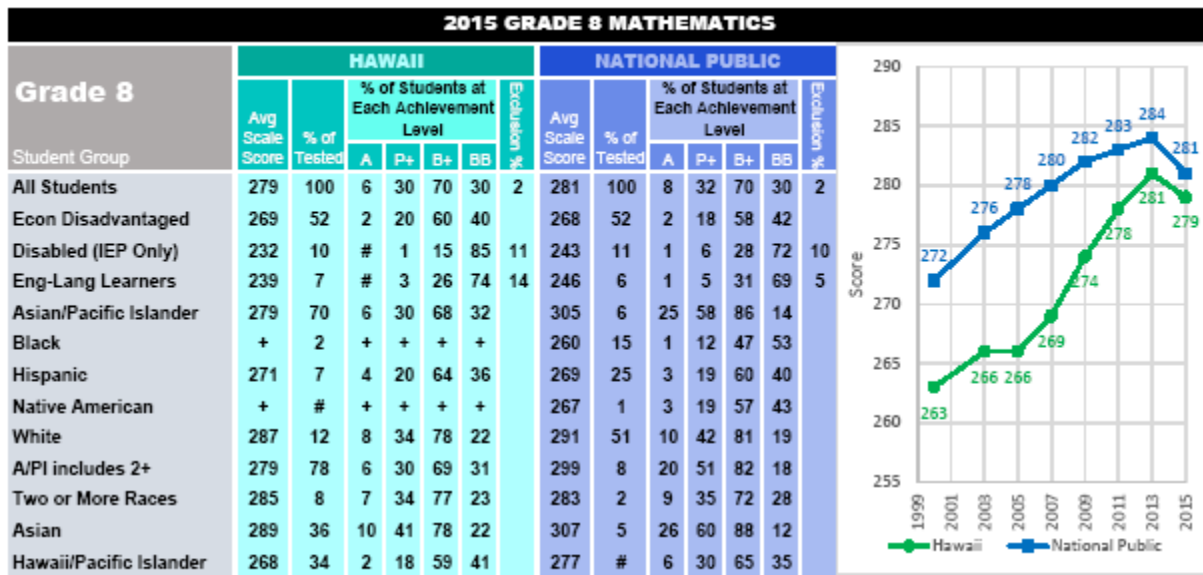 2015 GRADE 8 MATHEMATICS
HAWAII NATIONAL PUBLIC
Grade 8
Student Group
Avg Scale Score % of Tested % of Students at Each Achievement Level Exclusion % Avg Scale Score % of Tested % of Students at Each Achievement Level Exclusion %
A P+ B+ BB A P+ B+ BB
All Students 279 100 6 30 70 30 2 281 100 8 32 70 30 2
Econ Disadvantaged 269 52 2 20 60 40 268 52 2 18 58 42
Disabled (IEP Only) 232 10 # 1 15 85 11 243 11 1 6 28 72 10
Eng-Lang Learners 239 7 # 3 26 74 14 246 6 1 5 31 69 5
Asian/Pacific Islander 279 70 6 30 68 32 305 6 25 58 86 14
Black + 2 + + + + 260 15 1 12 47 53
Hispanic 271 7 4 20 64 36 269 25 3 19 60 40
Native American + # + + + + 267 1 3 19 57 43
White 287 12 8 34 78 22 291 51 10 42 81 19
A/PI includes 2+ 279 78 6 30 69 31 299 8 20 51 82 18
Two or More Races 285 8 7 34 77 23 283 2 9 35 72 28
Asian 289 36 10 41 78 22 307 5 26 60 88 12
Hawaii/Pacific Islander 268 34 2 18 59 41 277 # 6 30 65 35
290
285
280
275
270
265
260
255
Score
272 276 278 280 282 283 284 281
263 266 266 269 274 278 281 279
1999 2001 2003 2005 2007 2009 2011 2013 2015
Hawaii National Public